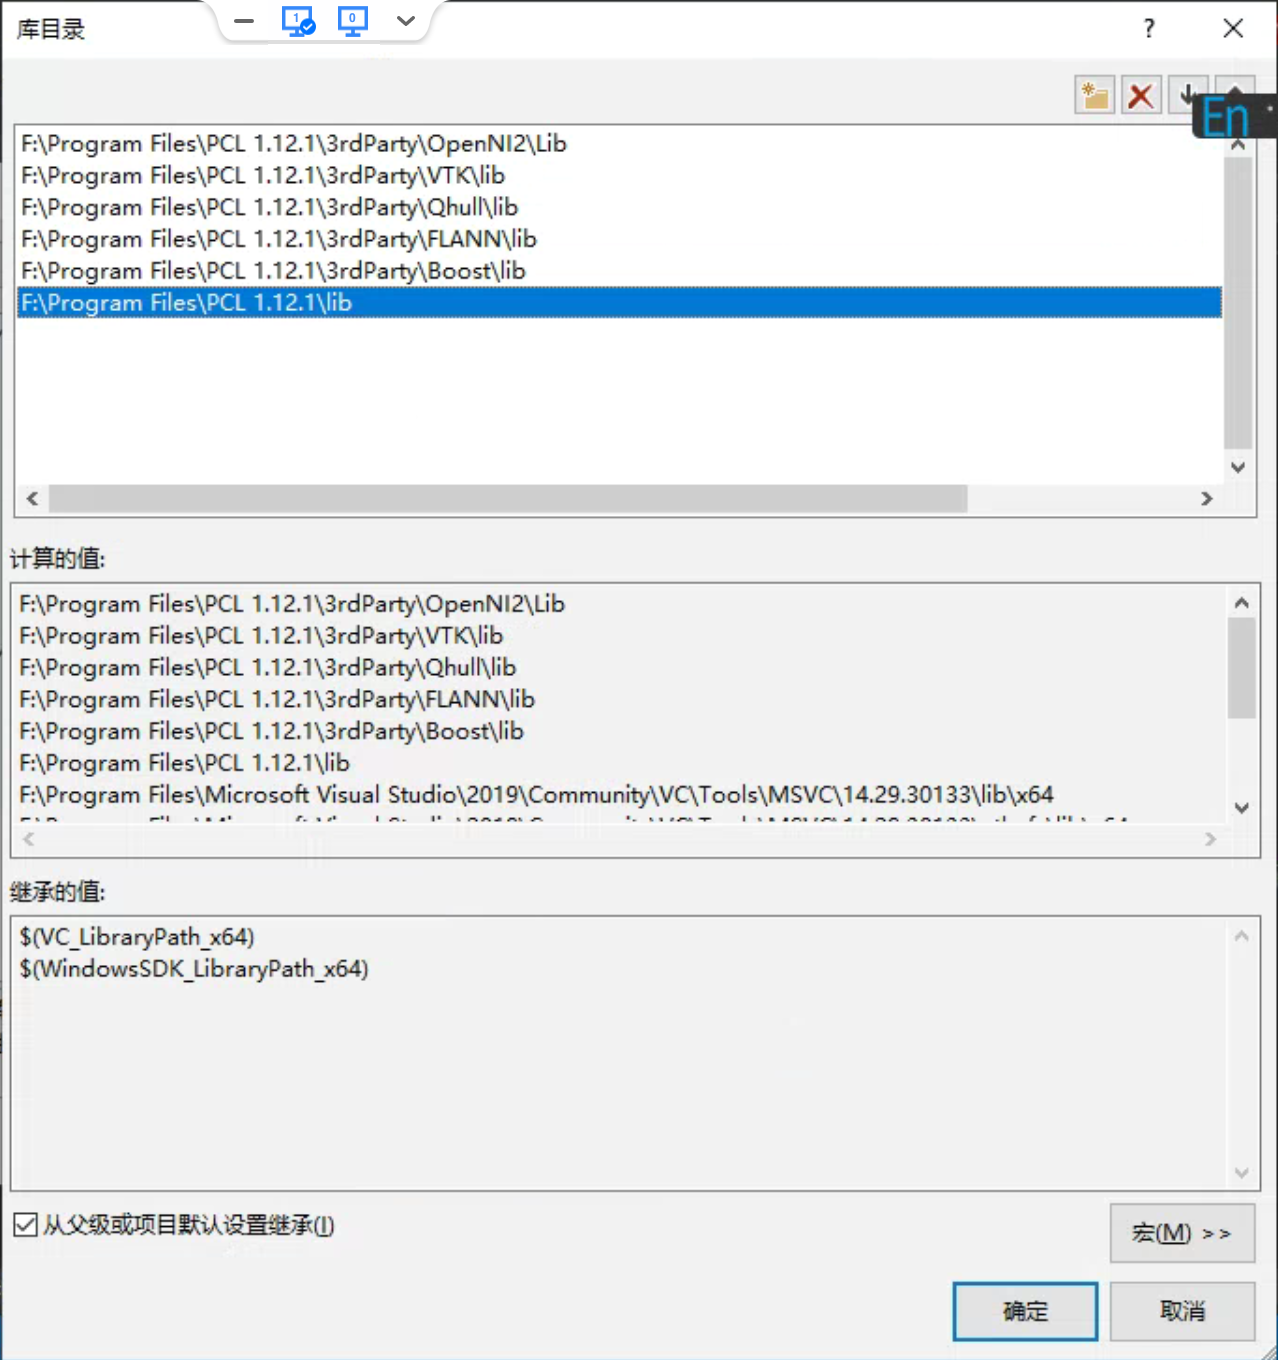 库目录
1
0
?
En
F:\Program Files\PCL 1.12.1\3rdParty\OpenNI2\Lib
F:\Program Files\PCL 1.12.1\3rdParty\VTK\lib
F:\Program Files\PCL 1.12.1\3rdParty\Qhull\lib
F:\Program Files\PCL 1.12.1\3rdParty\FLANN\lib
F:\Program Files\PCL 1.12.1\3rdParty\Boost\lib
F:\Program Files\PCL 1.12.1\lib
计算的值:
F:\Program Files\PCL 1.12.1\3rdParty\OpenNI2\Lib
F:\Program Files\PCL 1.12.1\3rdParty\VTK\lib
F:\Program Files\PCL 1.12.1\3rdParty\Qhull\lib
F:\Program Files\PCL 1.12.1\3rdParty\FLANN\lib
F:\Program Files\PCL 1.12.1\3rdParty\Boost\lib
F:\Program Files\PCL 1.12.1\lib
F:\Program Files\Microsoft Visual Studio\2019\Community\VC\Tools\MSVC\14.29.30133\lib\x64
继承的值:
$(VC_LibraryPath_x64)
$(WindowsSDK_LibraryPath_x64)
从父级或项目默认设置继承(I)
宏(M) >>
确定
取消